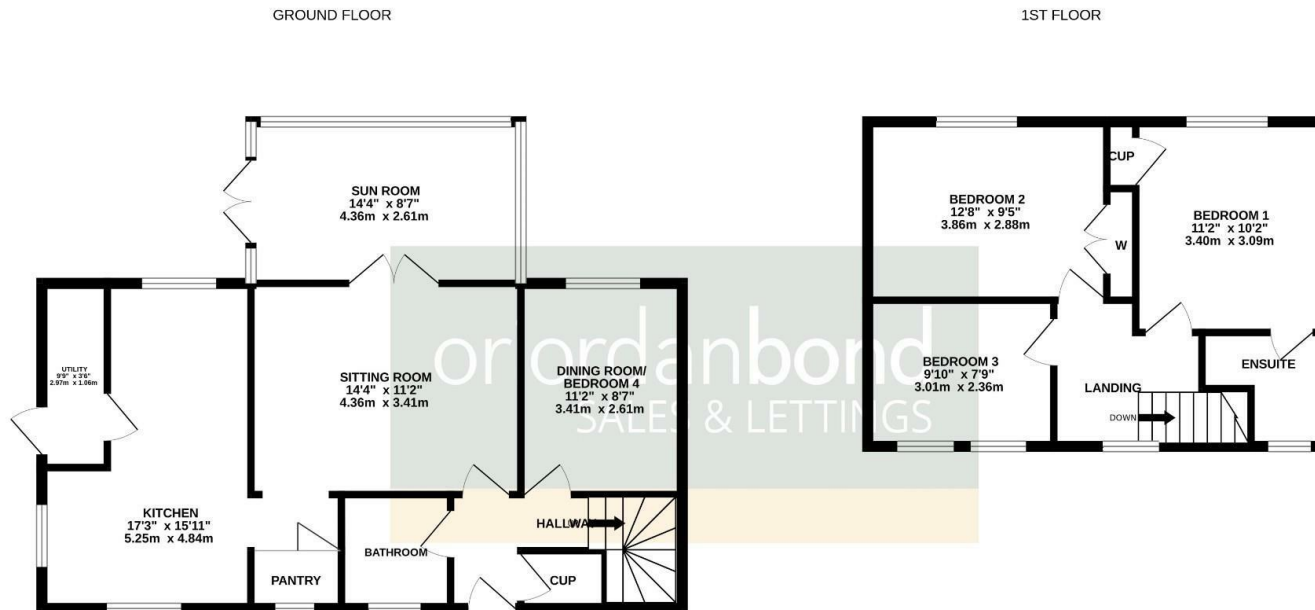 GROUND FLOOR
1ST FLOOR
SUN ROOM
14'4" x 8'7"
4.36m x 2.61m
UTILITY
9'9" x 3'6"
2.97m x 1.06m
SITTING ROOM
14'4" x 11'2"
4.36m x 3.41m
DINING ROOM/
BEDROOM 4
11'2" x 8'7"
3.41m x 2.61m
KITCHEN
17'3" x 15'11"
5.25m x 4.84m
PANTRY
BATHROOM
HALLWAY
CUP
BEDROOM 2
12'8" x 9'5"
3.86m x 2.88m
CUP
W
BEDROOM 1
11'2" x 10'2"
3.40m x 3.09m
BEDROOM 3
9'10" x 7'9"
3.01m x 2.36m
LANDING
DOWN
ENSUITE
oriordanbond
SALES & LETTINGS